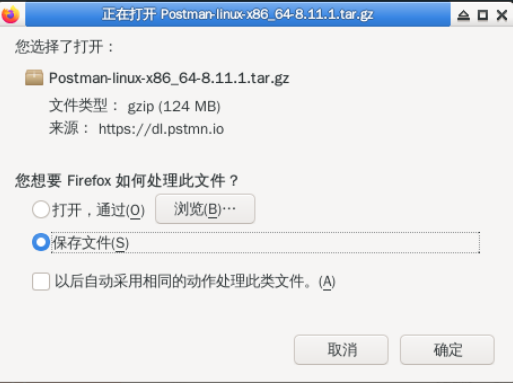 正在打开 Postman-linux-x86_64-8.11.1.tar.gz
您选择了打开：
Postman-linux-x86_64-8.11.1.tar.gz
文件类型： gzip (124 MB)
来源： https://dl.pstmn.io
您想要 Firefox 如何处理此文件？
打开，通过(O) 浏览(B)…
保存文件(S)
以后自动采用相同的动作处理此类文件。(A)
取消 确定